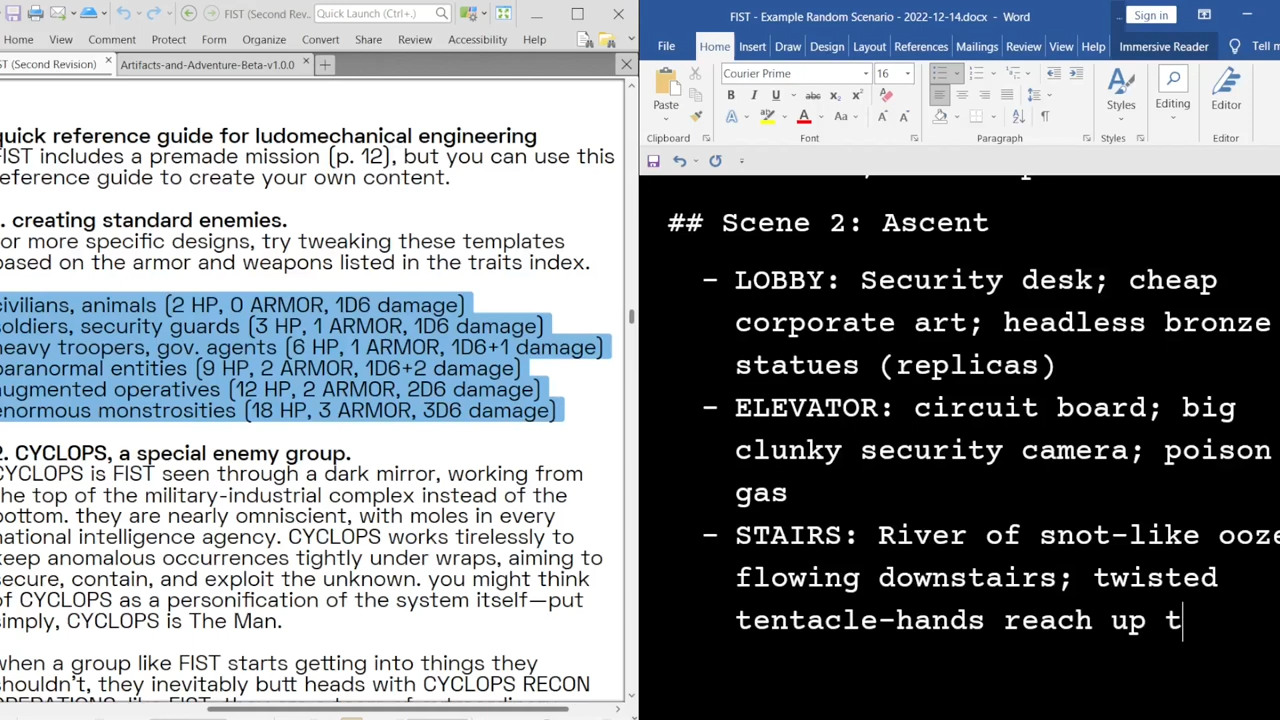 FIST (Second Rev...
Quick Launch (Ctrl+.)
Home View Comment Protect Form Organize Convert Share Review Accessibility Help
FIST (Second Revision) Artifacts-and-Adventure-Beta-v1.0.0
quick reference guide for ludomechanical engineering
FIST includes a premade mission (p. 12), but you can use this
reference guide to create your own content.
1. creating standard enemies.
for more specific designs, try tweaking these templates
based on the armor and weapons listed in the traits index.
civilians, animals (2 HP, 0 ARMOR, 1D6 damage)
soldiers, security guards (3 HP, 1 ARMOR, 1D6 damage)
heavy troopers, gov. agents (6 HP, 1 ARMOR, 1D6+1 damage)
paranormal entities (9 HP, 2 ARMOR, 1D6+2 damage)
augmented operatives (12 HP, 2 ARMOR, 2D6 damage)
enormous monstrosities (18 HP, 3 ARMOR, 3D6 damage)
2. CYCLOPS, a special enemy group.
CYCLOPS is FIST seen through a dark mirror, working from
the top of the military-industrial complex instead of the
bottom. they are nearly omniscient, with moles in every
national intelligence agency. CYCLOPS works tirelessly to
keep anomalous occurrences tightly under wraps, aiming to
secure, contain, and exploit the unknown. you might think
of CYCLOPS as a personification of the system itself—put
simply, CYCLOPS is The Man.
when a group like FIST starts getting into things they
shouldn't, they inevitably butt heads with CYCLOPS RECON
FIST - Example Random Scenario - 2022-12-14.docx - Word
... Sign in
File Home Insert Draw Design Layout References Mailings Review View Help Immersive Reader Tell m
Paste
Courier Prime 16
B I U abc x2 x2
A A Aa A A
Styles
Editing
Editor
Clipboard Font Paragraph Styles Editor
## Scene 2: Ascent
- LOBBY: Security desk; cheap
corporate art; headless bronze
statues (replicas)
- ELEVATOR: circuit board; big
clunky security camera; poison
gas
- STAIRS: River of snot-like ooze
flowing downstairs; twisted
tentacle-hands reach up t